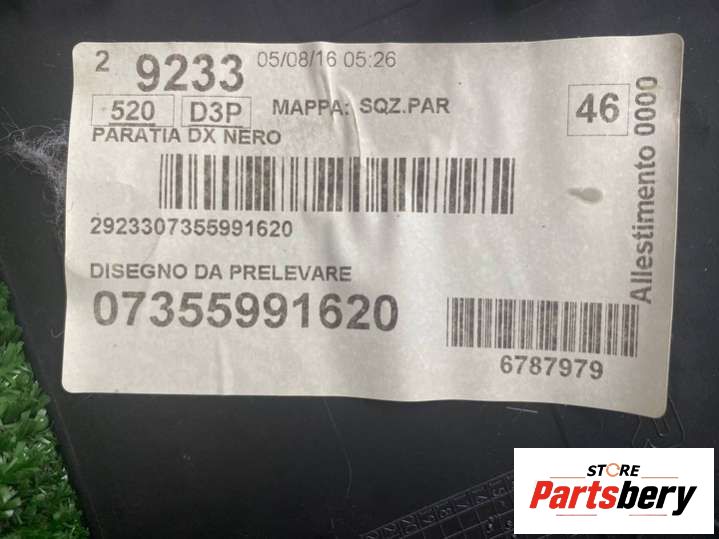 2 9233 05/08/16 05:26
520 D3P MAPPA: SQZ.PAR 46
PARATIA DX NERO
2923307355991620
DISEGNO DA PRELEVARE
07355991620
6787979
Allestimento 0000
STORE
Partsbery